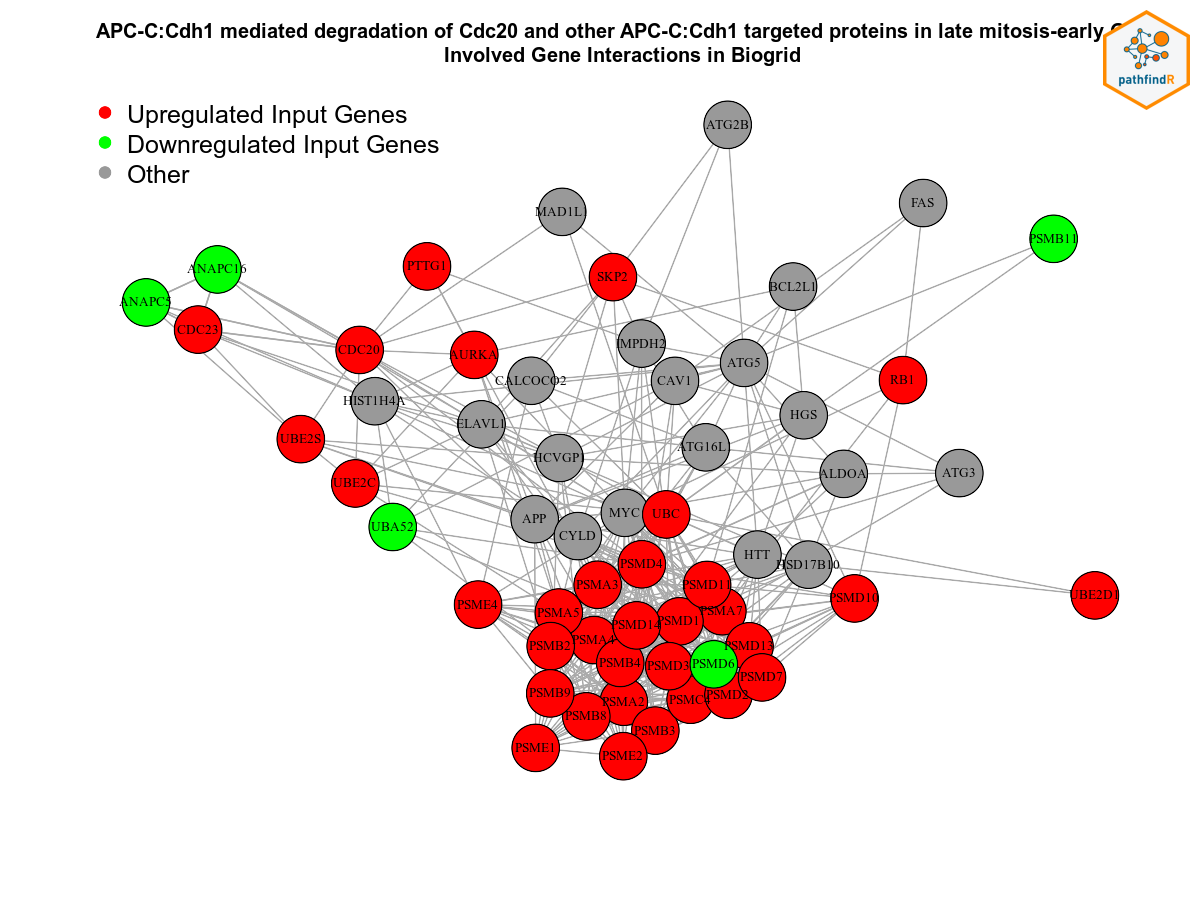 APC-C:Cdh1 mediated degradation of Cdc20 and other APC-C:Cdh1 targeted proteins in late mitosis-early
Involved Gene Interactions in Biogrid
pathfindR
Upregulated Input Genes
Downregulated Input Genes
Other
ATG2B
MAD1L1
FAS
PSMB11
ANAPC16
PTTG1
SKP2
BCL2L1
ANAPC5
CDC23
CDC20
AURKA
IMPDH2
ATG5
CALCOCO2
CAV1
RB1
HIST1H4A
HGS
ELAVL1
UBE2S
ATG16L
HCVGP1
ALDOA
ATG3
UBE2C
UBA52
APP
MYC
UBC
CYLD
HTT
HSD17B10
PSMD4
PSMA3
PSMD11
UBE2D1
PSMD10
PSME4
PSMA5
PSMA7
PSMD14
PSMD1
PSMA4
PSMB2
PSMD13
PSMB4
PSMD3
PSMD6
PSMD7
PSMB9
PSMD2
PSMC4
PSMA2
PSMB8
PSMB3
PSME1
PSME2